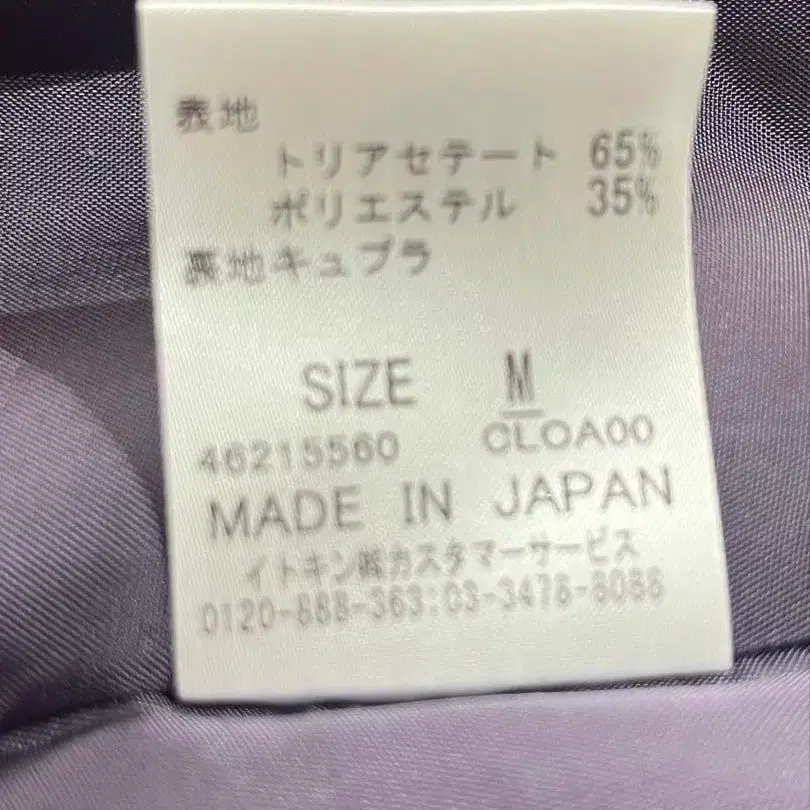 表地
トリアセテート 65%
ポリエステル 35%
裏地キュプラ
SIZE M
46215560 CLOA00
MADE IN JAPAN
イトキン㈱カスタマーサービス
0120-888-363:03-3478-8088